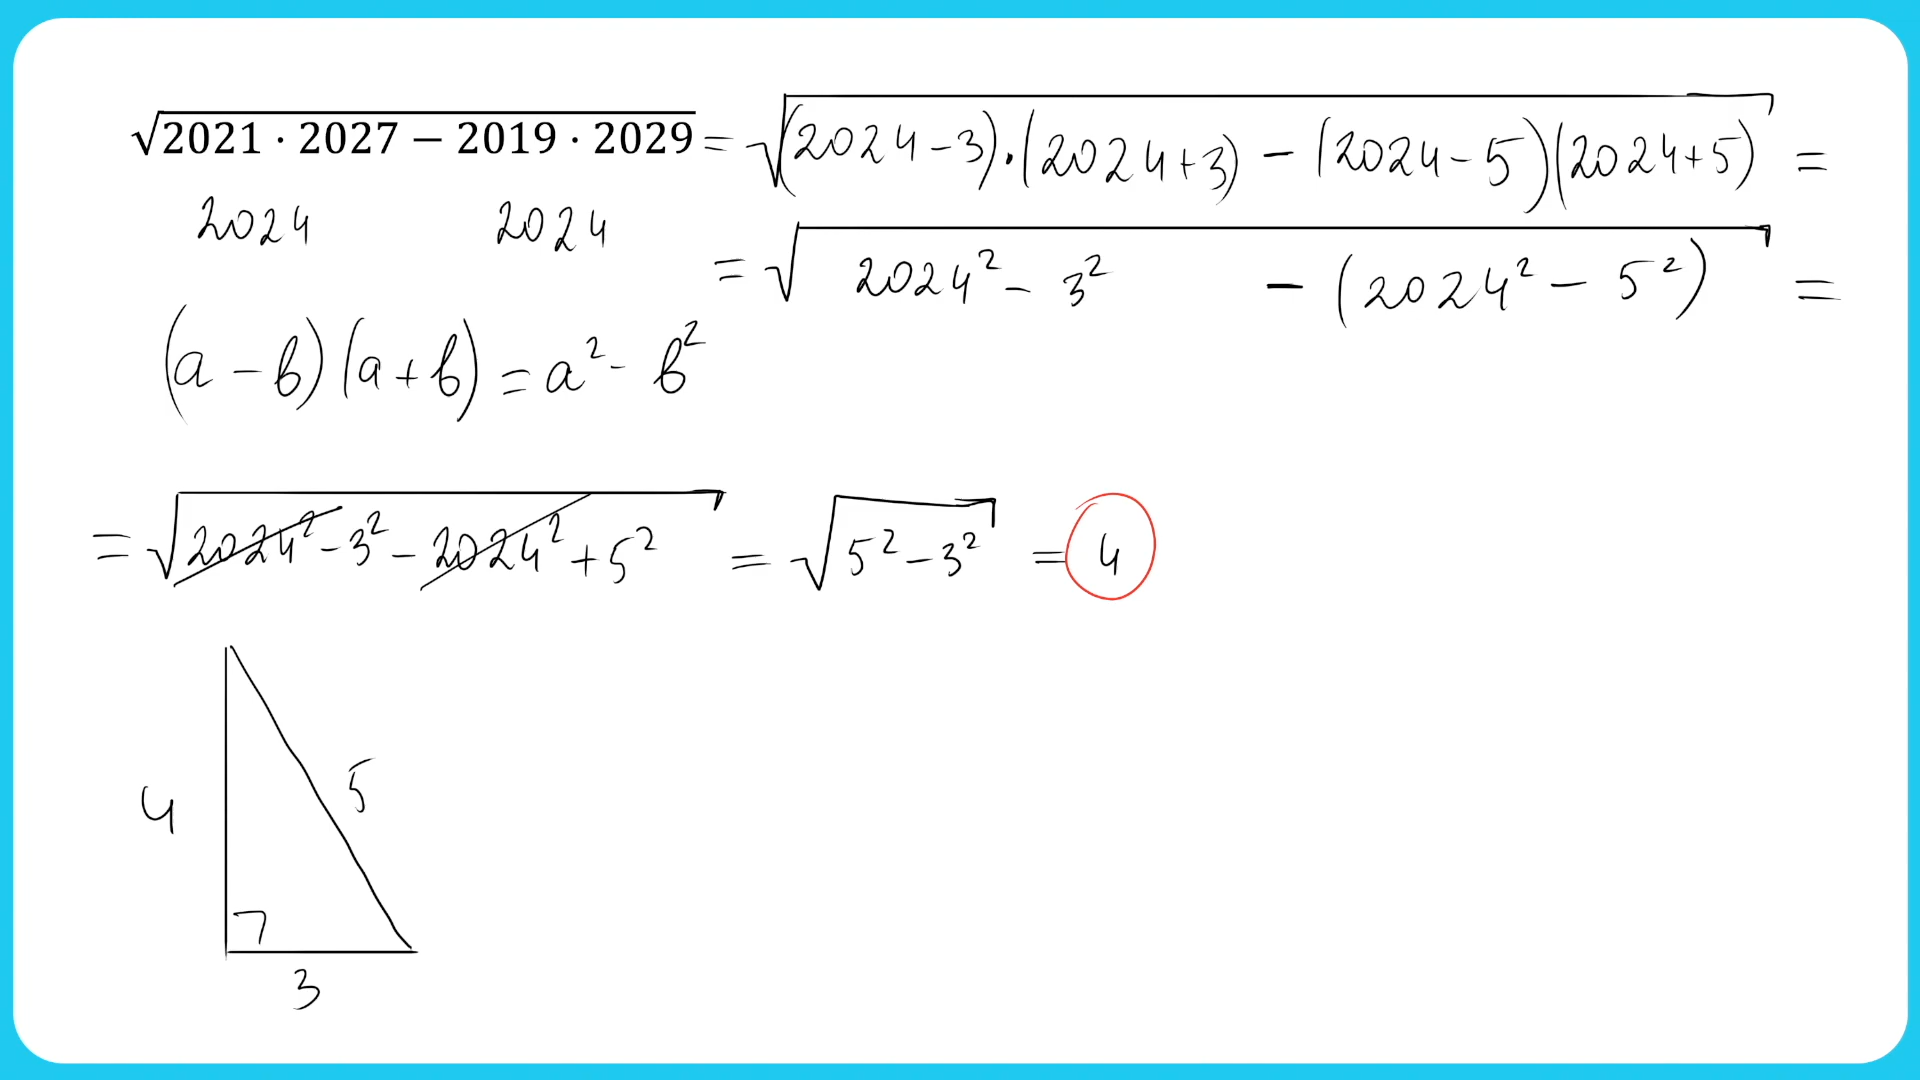 √2021 · 2027 − 2019 · 2029 = √(2024 − 3)·(2024 + 3) − (2024 − 5)(2024 + 5) =
2024 2024
= √2024² − 3² − (2024² − 5²) =
(a − b)(a + b) = a² − b²
= √2024² − 3² − 2024² + 5² = √5² − 3² = 4
4 5
3